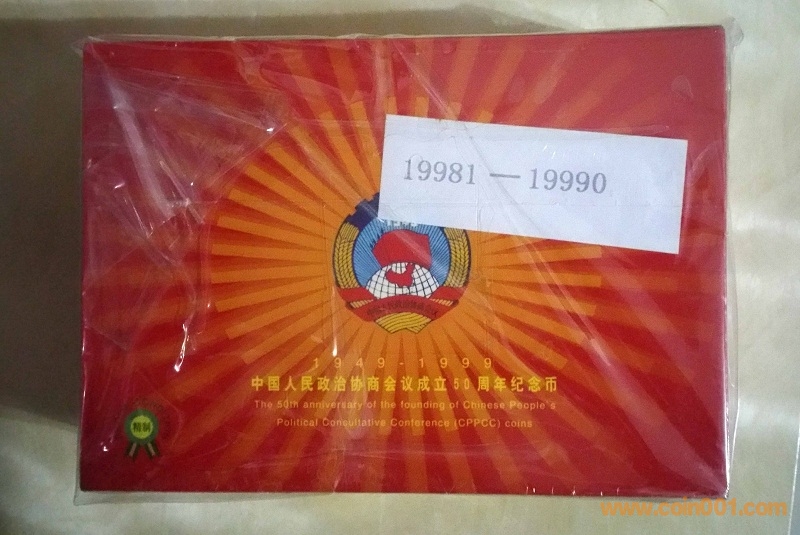 19981 — 19990
1949-1999
中国人民政治协商会议成立50周年纪念币
The 50th anniversary of the founding of Chinese People's
Political Consultative Conference (CPPCC) coins
精制
www.coin001.com